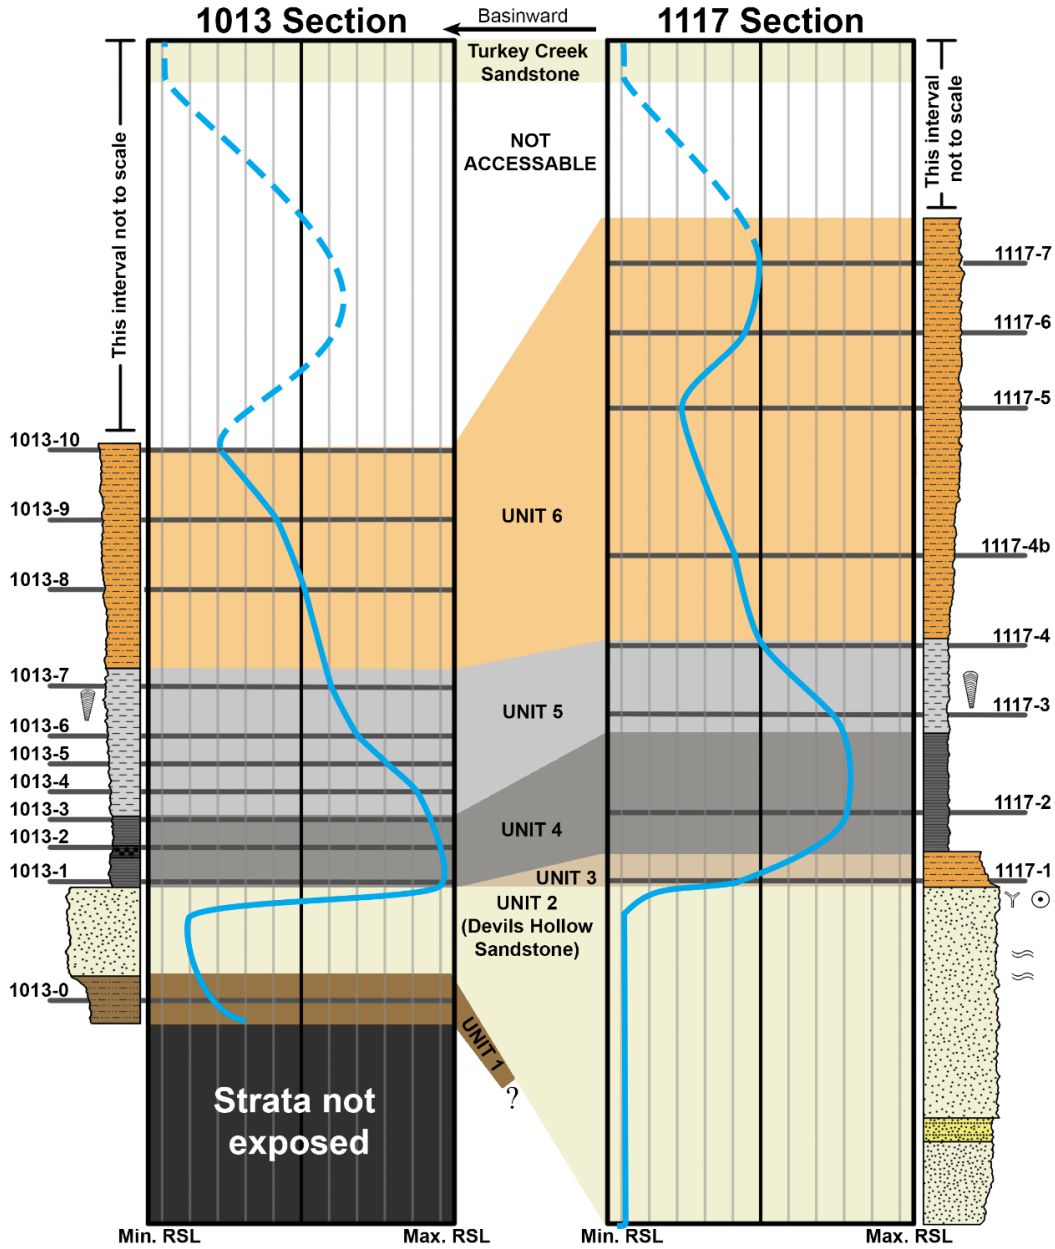 1013 Section
Basinward
1117 Section
Turkey Creek
Sandstone
This interval not to scale
This interval
not to scale
NOT
ACCESSABLE
1117-7
1117-6
1117-5
1013-10
1013-9
UNIT 6
1117-4b
1013-8
1117-4
1013-7
1117-3
UNIT 5
1013-6
1013-5
1013-4
1117-2
1013-3
UNIT 4
1013-2
1013-1
UNIT 3
1117-1
UNIT 2
(Devils Hollow
Sandstone)
1013-0
UNIT 1
?
Strata not
exposed
Min. RSL
Max. RSL
Min. RSL
Max. RSL